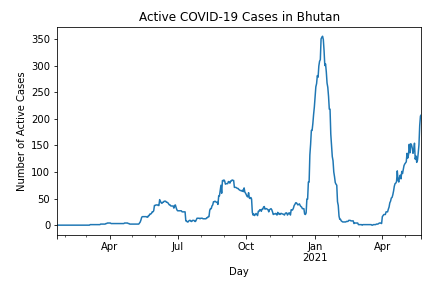 Active COVID-19 Cases in Bhutan
350
300
250
200
150
100
50
0
Number of Active Cases
Apr
Jul
Oct
Jan
2021
Apr
Day